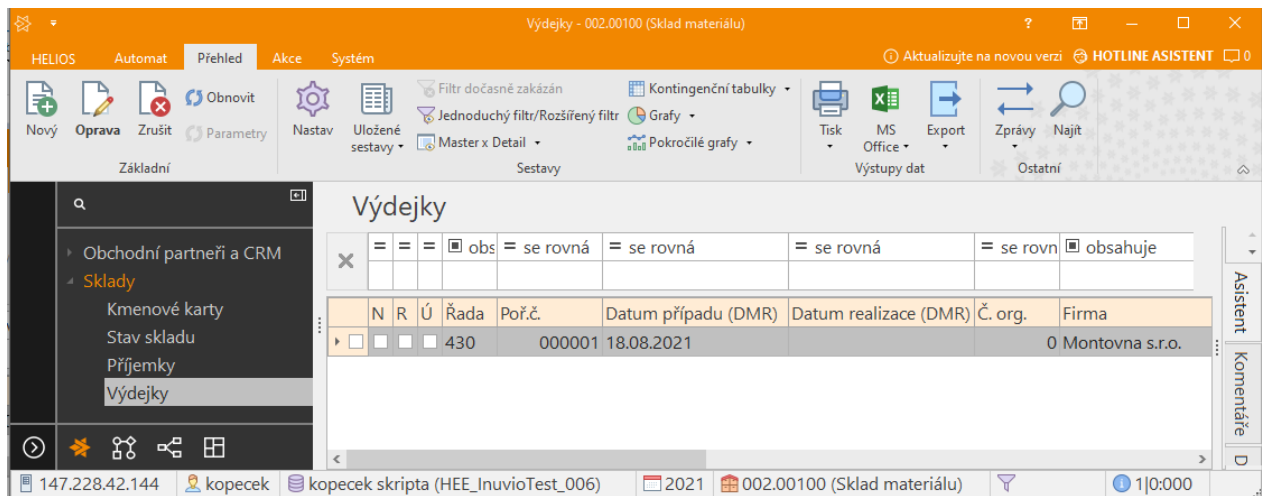 Výdejky - 002.00100 (Sklad materiálu) ?
HELIOS Automat Přehled Akce Systém Aktualizujte na novou verzi HOTLINE ASISTENT 0
Nový Oprava Zrušit Obnovit Parametry
Základní
Nastav Uložené sestavy
Filtr dočasně zakázán
Jednoduchý filtr/Rozšířený filtr
Master x Detail
Kontingenční tabulky
Grafy
Pokročilé grafy
Sestavy
Tisk MS Office Export
Výstupy dat
Zprávy Najít
Ostatní
Obchodní partneři a CRM
Sklady
Kmenové karty
Stav skladu
Příjemky
Výdejky
Výdejky
= = = obs = se rovná = se rovná = se rovná = se rovn obsahuje
N R Ú Řada Poř.č. Datum případu (DMR) Datum realizace (DMR) Č. org. Firma
430 000001 18.08.2021 0 Montovna s.r.o.
Asistent
Komentáře
D
147.228.42.144 kopecek kopecek skripta (HEE_InuvioTest_006) 2021 002.00100 (Sklad materiálu) 1|0:000